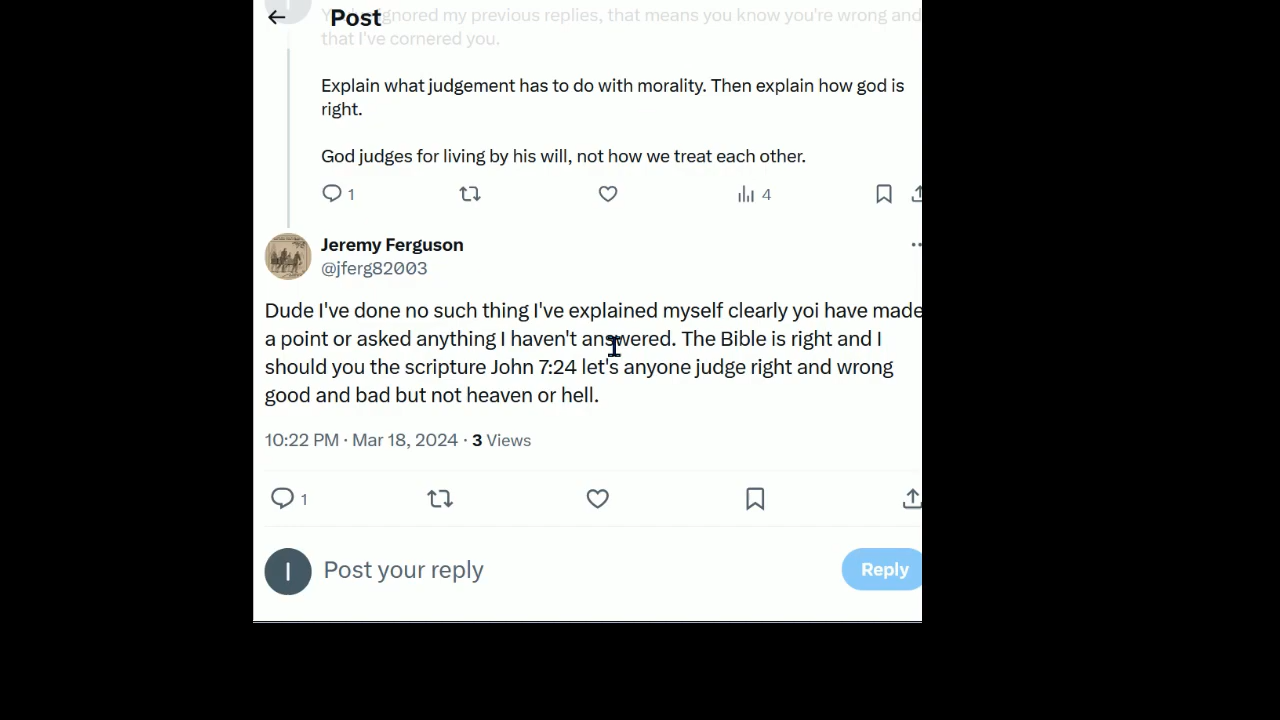 Post
ignored my previous replies, that means you know you're wrong and
that I've cornered you.
Explain what judgement has to do with morality. Then explain how god is
right.
God judges for living by his will, not how we treat each other.
1 4
Jeremy Ferguson
@jferg82003
Dude I've done no such thing I've explained myself clearly yoi have made
a point or asked anything I haven't answered. The Bible is right and I
should you the scripture John 7:24 let's anyone judge right and wrong
good and bad but not heaven or hell.
10:22 PM · Mar 18, 2024 · 3 Views
1
I Post your reply Reply